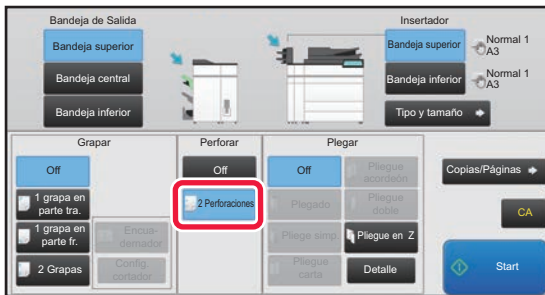 Bandeja de Salida
Insertador
Bandeja superior
Bandeja superior
Normal 1
A3
Bandeja central
Bandeja inferior
Normal 1
A3
Bandeja inferior
Tipo y tamaño
Grapar
Perforar
Plegar
Off
Off
Off
Pliegue
acordeón
Copias/Páginas
1 grapa en
parte tra.
2 Perforaciones
Plegado
Pliegue
doble
CA
1 grapa en
parte fr.
Encua-
dernador
Pliege simp.
Pliegue en Z
2 Grapas
Config.
cortador
Pliegue
carta
Detalle
Start